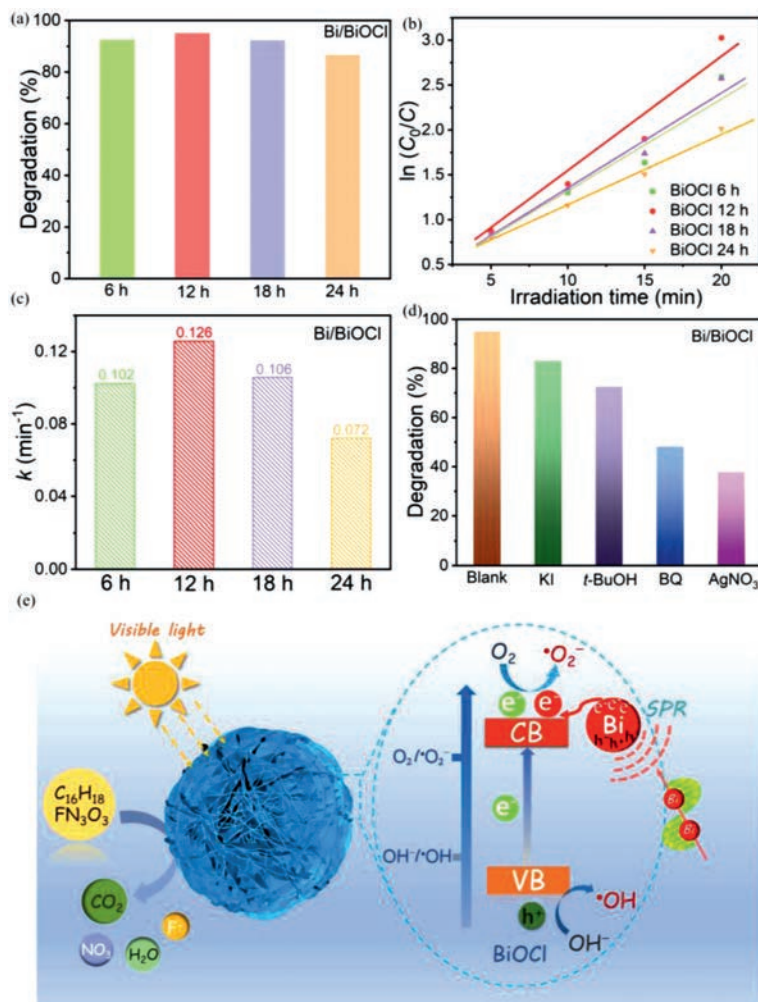 (a)
Bi/BiOCl
Degradation (%)
100
80
60
40
20
0
6 h 12 h 18 h 24 h
(b)
ln (C₀/C)
3.0
2.5
2.0
1.5
1.0
0.5
BiOCl 6 h
BiOCl 12 h
BiOCl 18 h
BiOCl 24 h
5 10 15 20
Irradiation time (min)
(c)
Bi/BiOCl
k (min⁻¹)
0.12
0.08
0.04
0.00
0.102
0.126
0.106
0.072
6 h 12 h 18 h 24 h
(d)
Bi/BiOCl
Degradation (%)
100
80
60
40
20
0
Blank KI t-BuOH BQ AgNO₃
(e)
Visible light
C₁₆H₁₈
FN₃O₃
CO₂
NO₃
H₂O
F⁻
O₂ •O₂⁻
e⁻ e⁻
CB
e⁻ e⁻ e⁻
Bi
h⁺ h⁺ h⁺
SPR
O₂/•O₂⁻
e⁻
Bi
Bi
OH⁻/•OH
VB
h⁺
•OH
OH⁻
BiOCl